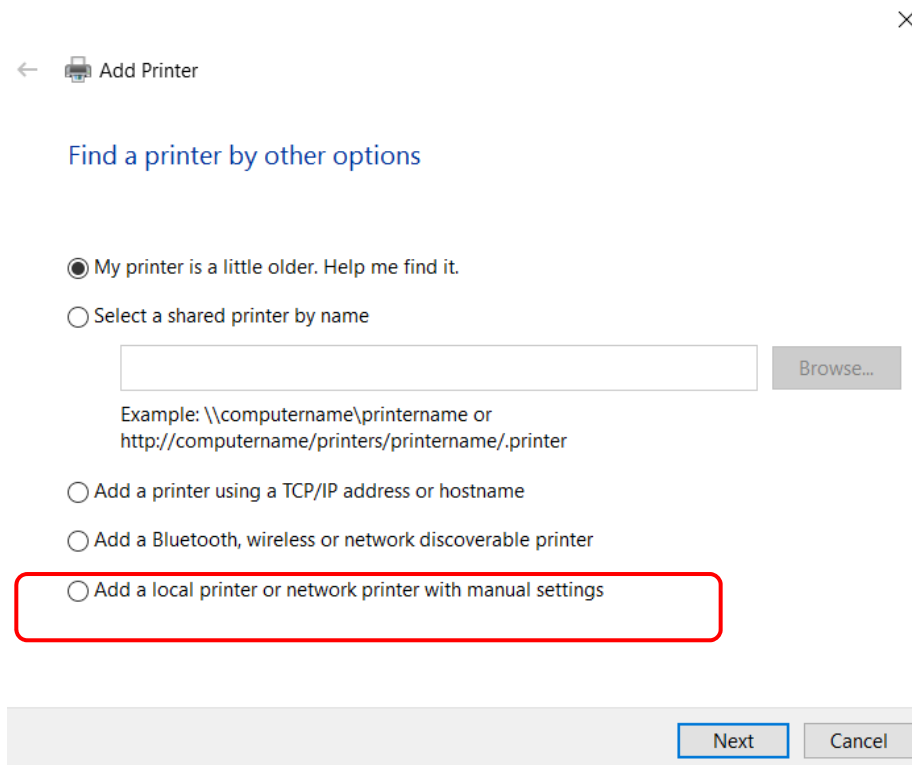 Add Printer
Find a printer by other options
My printer is a little older. Help me find it.
Select a shared printer by name
Browse...
Example: \\computername\printername or
http://computername/printers/printername/.printer
Add a printer using a TCP/IP address or hostname
Add a Bluetooth, wireless or network discoverable printer
Add a local printer or network printer with manual settings
Next
Cancel